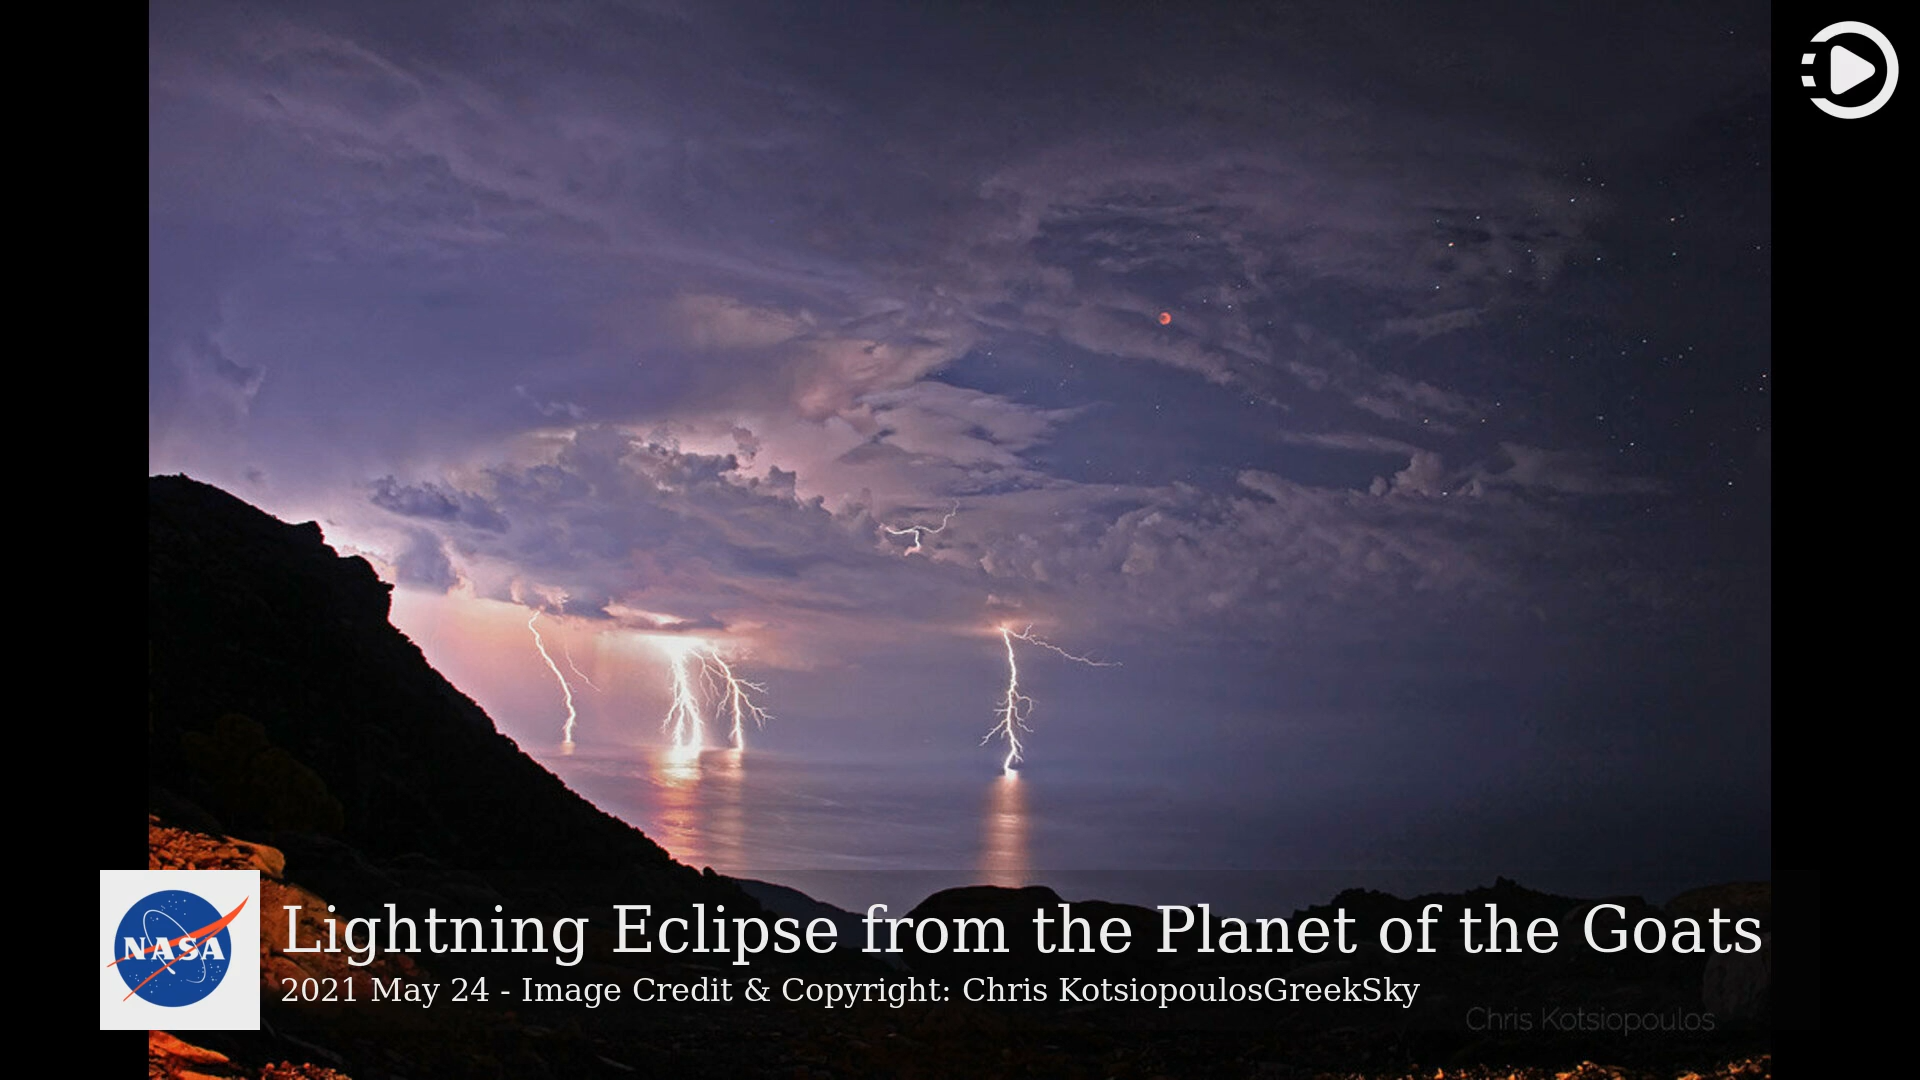 NASA
Lightning Eclipse from the Planet of the Goats
2021 May 24 - Image Credit & Copyright: Chris KotsiopoulosGreekSky
Chris Kotsiopoulos